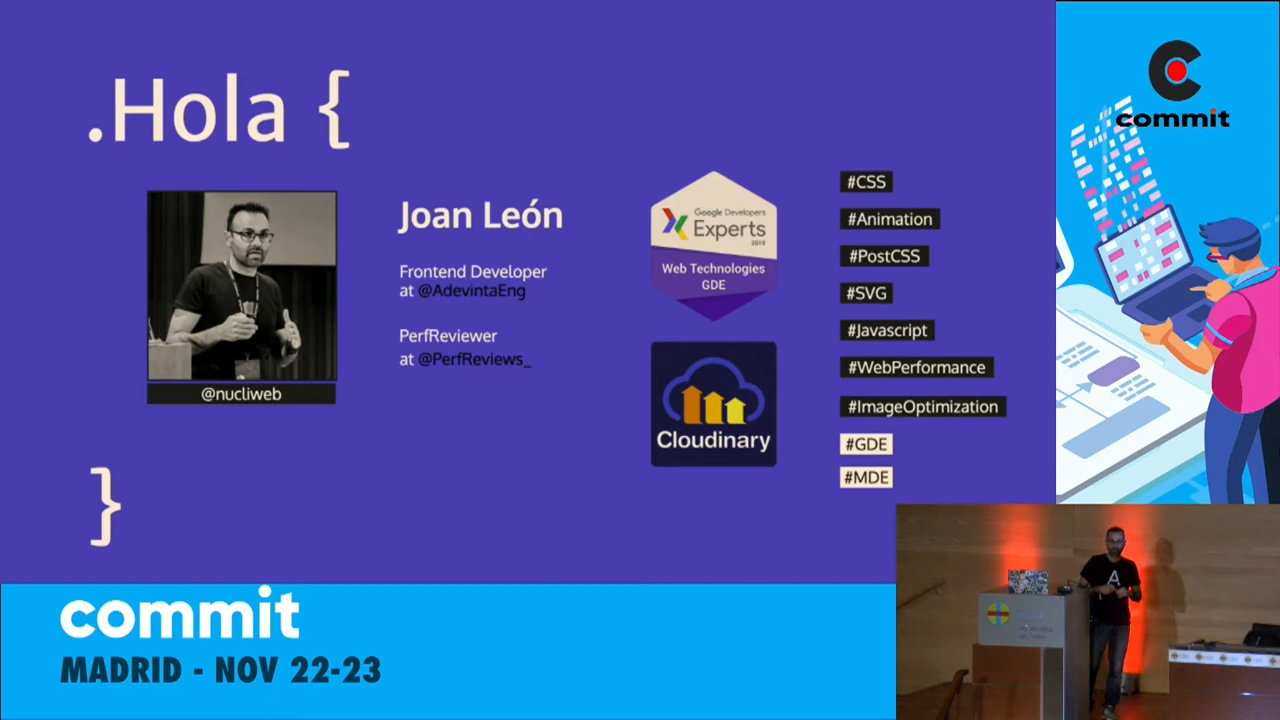 .Hola {
@nucliweb
Joan León
Frontend Developer
at @AdevintaEng
PerfReviewer
at @PerfReviews_
Google Developers
Experts
2019
Web Technologies
GDE
Cloudinary
#CSS
#Animation
#PostCSS
#SVG
#Javascript
#WebPerformance
#ImageOptimization
#GDE
#MDE
}
commit
commit
MADRID - NOV 22-23
A